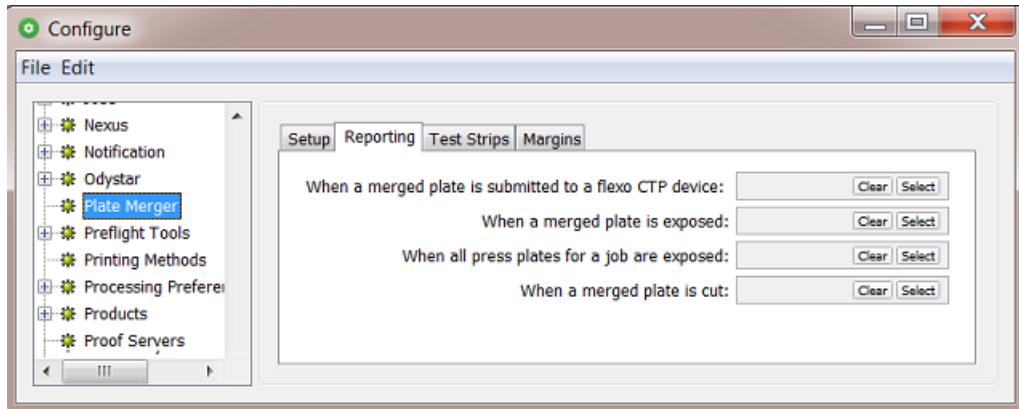 Configure
File Edit
Nexus
Notification
Odystar
Plate Merger
Preflight Tools
Printing Methods
Processing Prefere
Products
Proof Servers
Setup Reporting Test Strips Margins
When a merged plate is submitted to a flexo CTP device: Clear Select
When a merged plate is exposed: Clear Select
When all press plates for a job are exposed: Clear Select
When a merged plate is cut: Clear Select